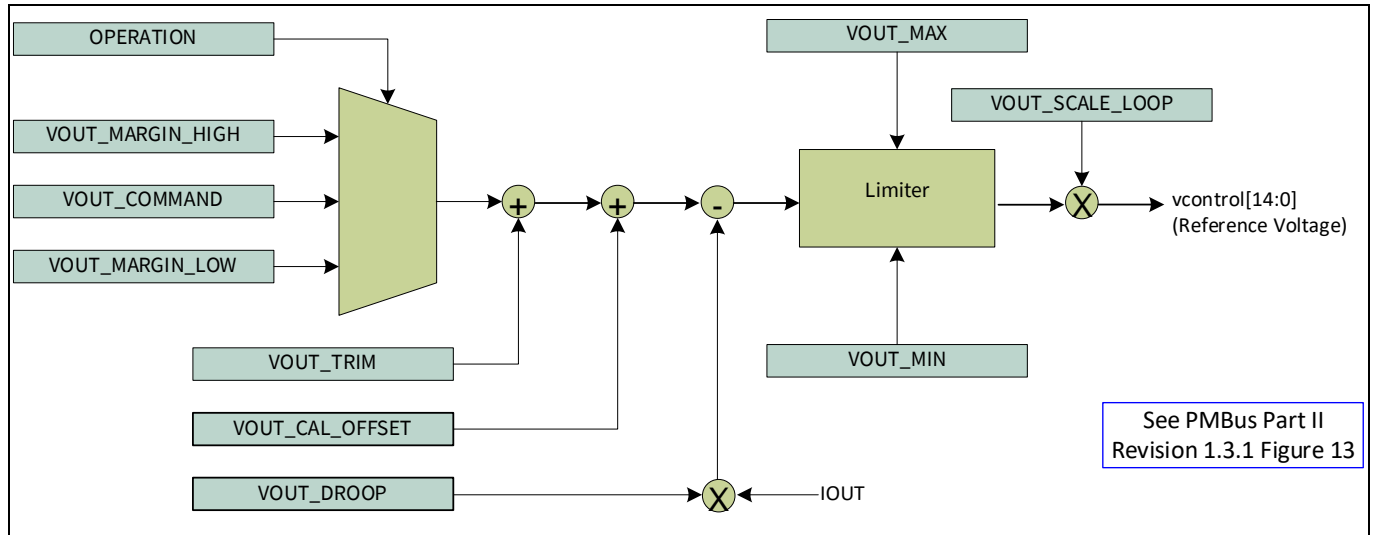 OPERATION
VOUT_MAX
VOUT_SCALE_LOOP
VOUT_MARGIN_HIGH
VOUT_COMMAND
Limiter
vcontrol[14:0]
(Reference Voltage)
+
+
-
X
VOUT_MARGIN_LOW
VOUT_TRIM
VOUT_MIN
VOUT_CAL_OFFSET
See PMBus Part II
Revision 1.3.1 Figure 13
VOUT_DROOP
X
IOUT